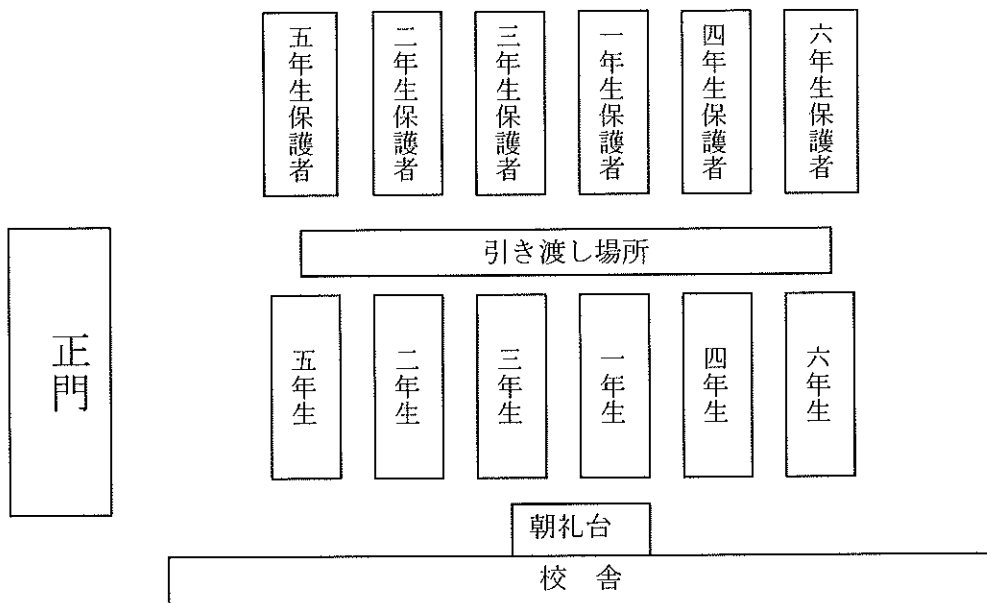 五年生保護者
二年生保護者
三年生保護者
一年生保護者
四年生保護者
六年生保護者
引き渡し場所
正門
五年生
二年生
三年生
一年生
四年生
六年生
朝礼台
校　舎